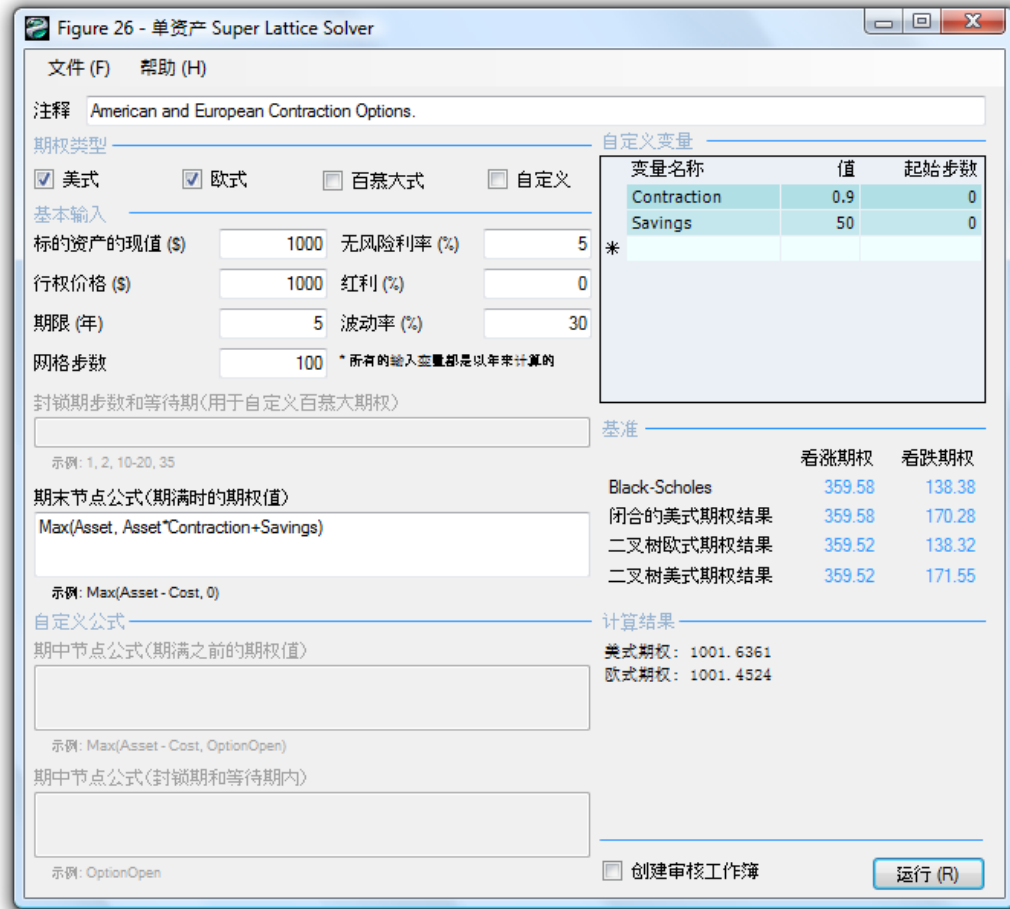 Figure 26 - 单资产 Super Lattice Solver
文件 (F) 帮助 (H)
注释 American and European Contraction Options.
期权类型
美式 欧式 百慕大式 自定义
基本输入
标的资产的现值 ($) 1000 无风险利率 (%) 5
行权价格 ($) 1000 红利 (%) 0
期限 (年) 5 波动率 (%) 30
网格步数 100 * 所有的输入变量都是以年来计算的
封锁期步数和等待期(用于自定义百慕大期权)
示例: 1, 2, 10-20, 35
期末节点公式(期满时的期权值)
Max(Asset, Asset*Contraction+Savings)
示例: Max(Asset - Cost, 0)
自定义公式
期中节点公式(期满之前的期权值)
示例: Max(Asset - Cost, OptionOpen)
期中节点公式(封锁期和等待期内)
示例: OptionOpen
自定义变量
变量名称 值 起始步数
Contraction 0.9 0
Savings 50 0
*
基准
看涨期权 看跌期权
Black-Scholes 359.58 138.38
闭合的美式期权结果 359.58 170.28
二叉树欧式期权结果 359.52 138.32
二叉树美式期权结果 359.52 171.55
计算结果
美式期权: 1001.6361
欧式期权: 1001.4524
创建审核工作簿 运行 (R)